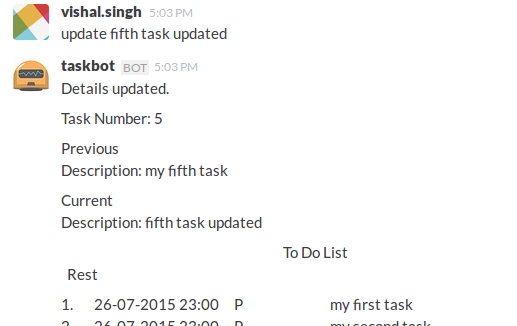 vishal.singh 5:03 PM
update fifth task updated
taskbot BOT 5:03 PM
Details updated.
Task Number: 5
Previous
Description: my fifth task
Current
Description: fifth task updated
To Do List
Rest
1. 26-07-2015 23:00 P my first task
2. 26-07-2015 23:00 P my second task